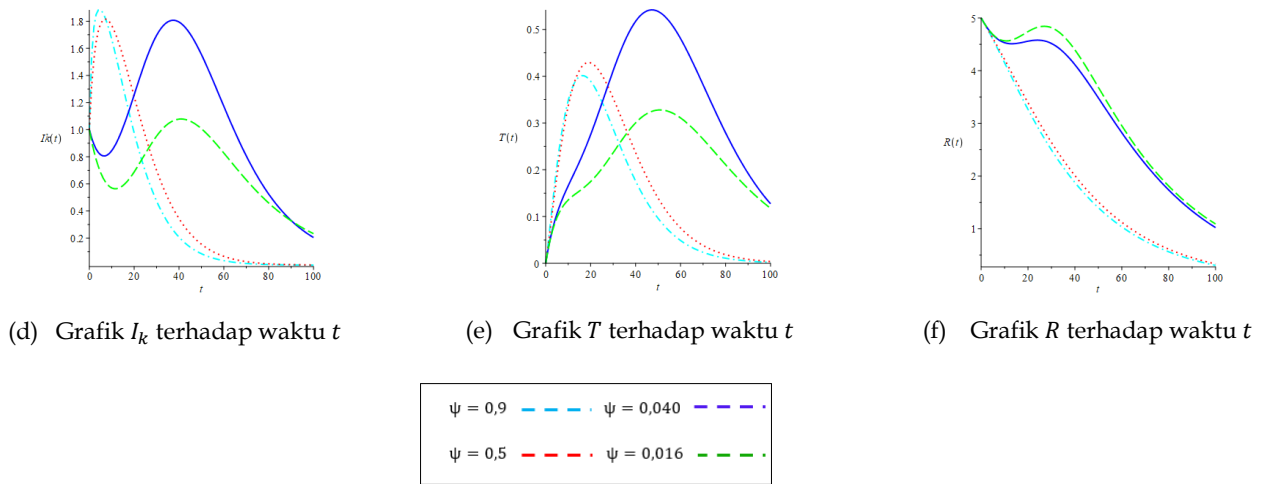 1.8
1.6
1.4
1.2
1.0
Ik(t)
0.8
0.6
0.4
0.2
0 20 40 60 80 100
t
0.5
0.4
0.3
T(t)
0.2
0.1
0
0 20 40 60 80 100
t
5
4
3
R(t)
2
1
0 20 40 60 80 100
t
(d) Grafik I_k terhadap waktu t
(e) Grafik T terhadap waktu t
(f) Grafik R terhadap waktu t
ψ = 0,9 ψ = 0,040
ψ = 0,5 ψ = 0,016